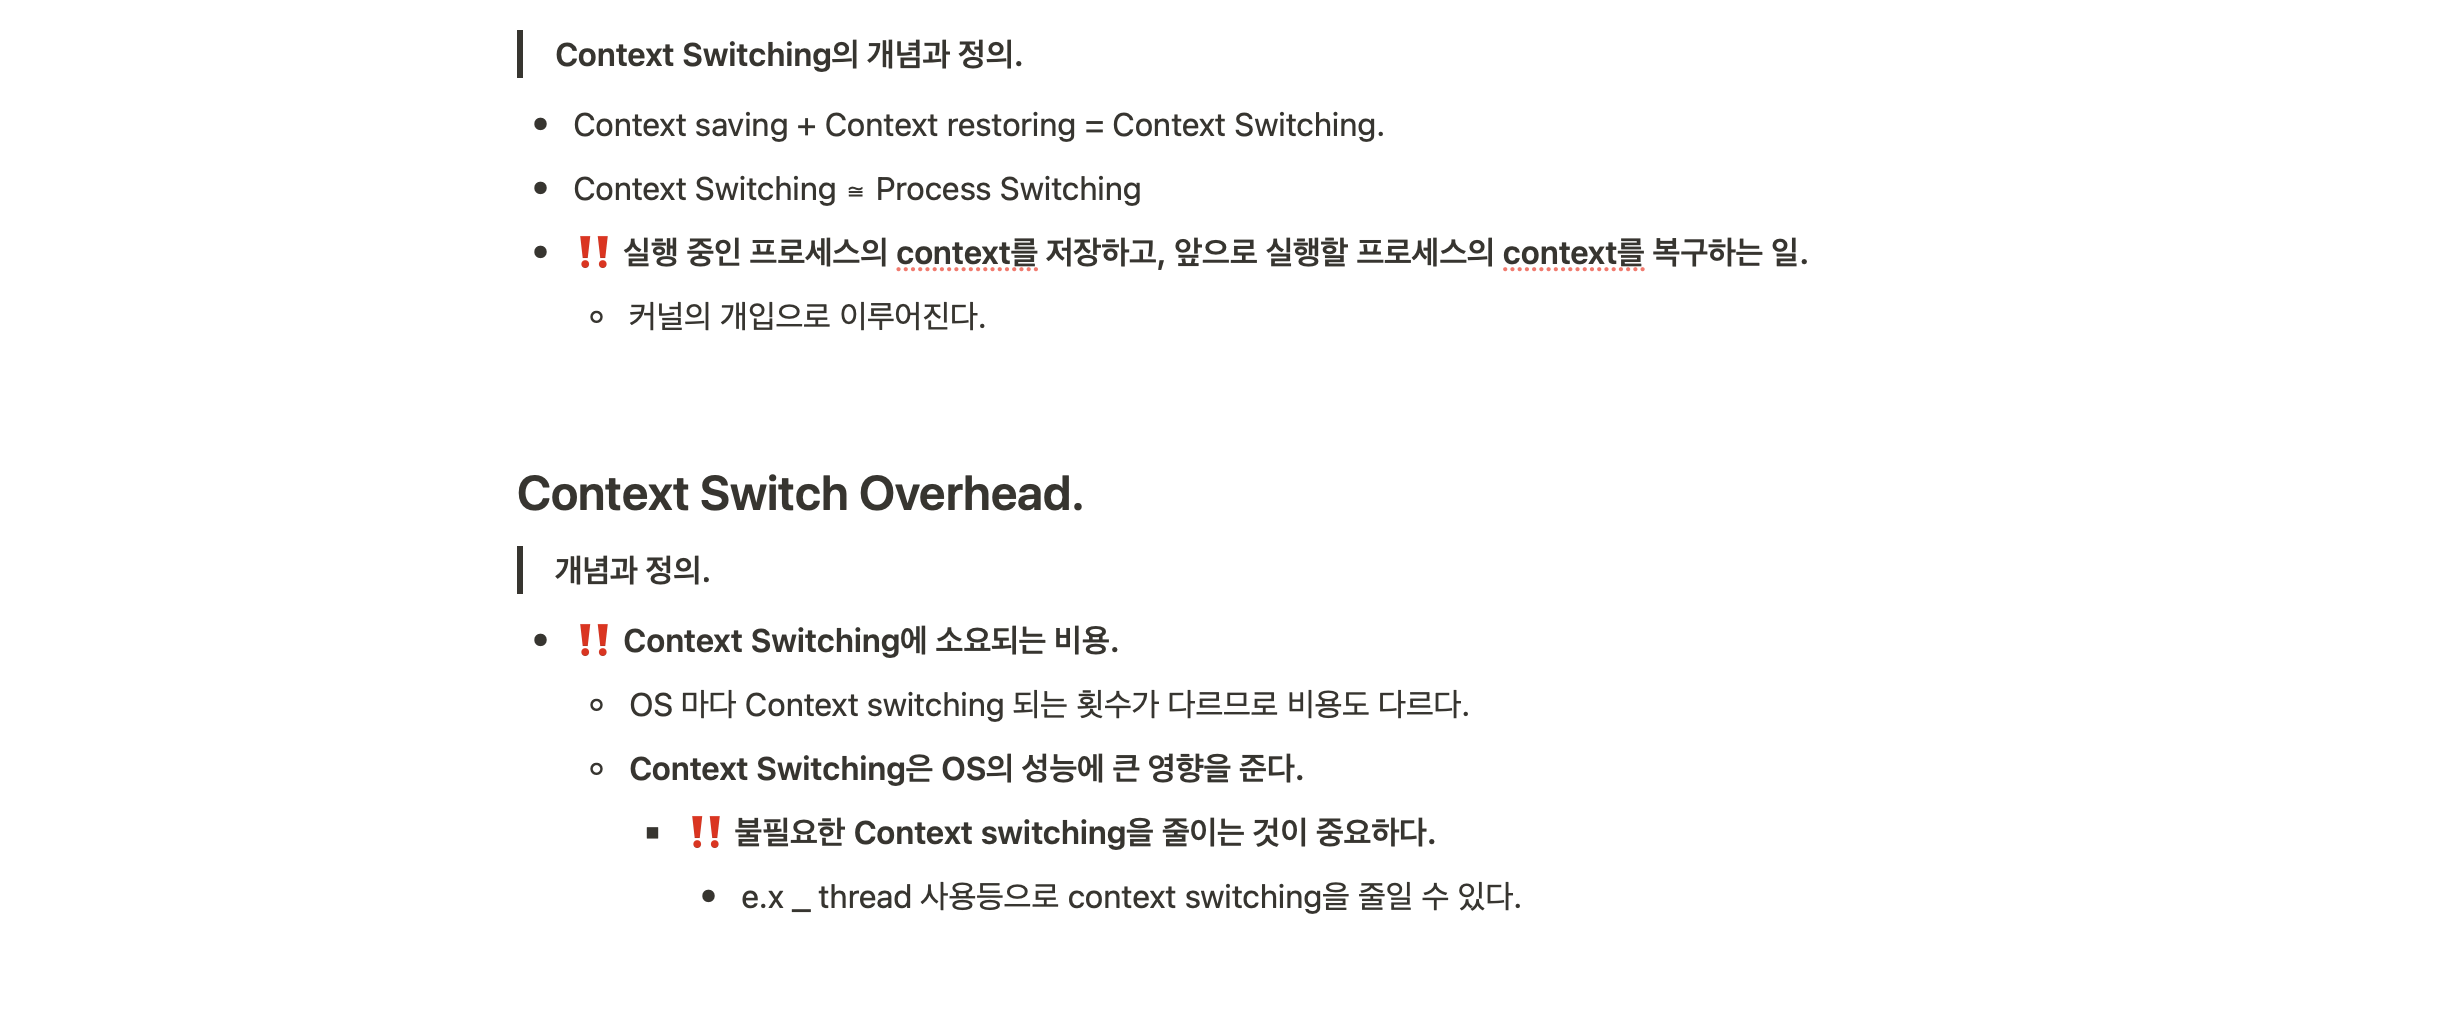 Context Switching의 개념과 정의.
Context saving + Context restoring = Context Switching.
Context Switching ≅ Process Switching
‼️ 실행 중인 프로세스의 context를 저장하고, 앞으로 실행할 프로세스의 context를 복구하는 일.
커널의 개입으로 이루어진다.
Context Switch Overhead.
개념과 정의.
‼️ Context Switching에 소요되는 비용.
OS 마다 Context switching 되는 횟수가 다르므로 비용도 다르다.
Context Switching은 OS의 성능에 큰 영향을 준다.
‼️ 불필요한 Context switching을 줄이는 것이 중요하다.
e.x _ thread 사용등으로 context switching을 줄일 수 있다.